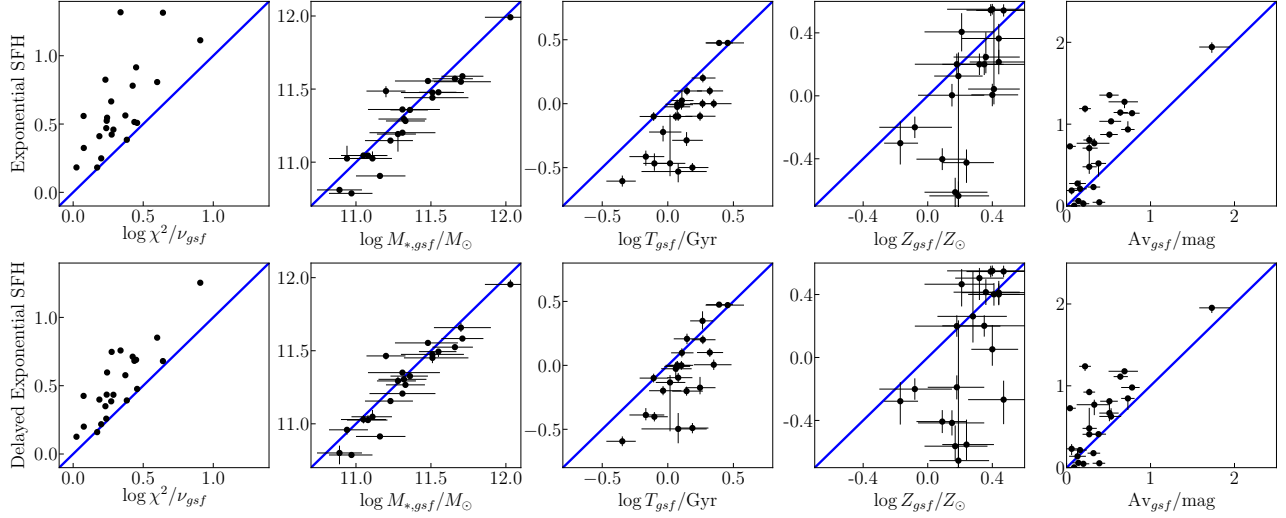 Exponential SFH
1.0
0.5
0.0
0.0 0.5 1.0
log χ²/ν_gsf
12.0
11.5
11.0
11.0 11.5 12.0
log M_*,gsf/M_⊙
0.5
0.0
−0.5
−0.5 0.0 0.5
log T_gsf/Gyr
0.4
0.0
-0.4
-0.4 0.0 0.4
log Z_gsf/Z_⊙
2
1
0
0 1 2
Av_gsf/mag
Delayed Exponential SFH
1.0
0.5
0.0
0.0 0.5 1.0
log χ²/ν_gsf
12.0
11.5
11.0
11.0 11.5 12.0
log M_*,gsf/M_⊙
0.5
0.0
−0.5
−0.5 0.0 0.5
log T_gsf/Gyr
0.4
0.0
-0.4
-0.4 0.0 0.4
log Z_gsf/Z_⊙
2
1
0
0 1 2
Av_gsf/mag